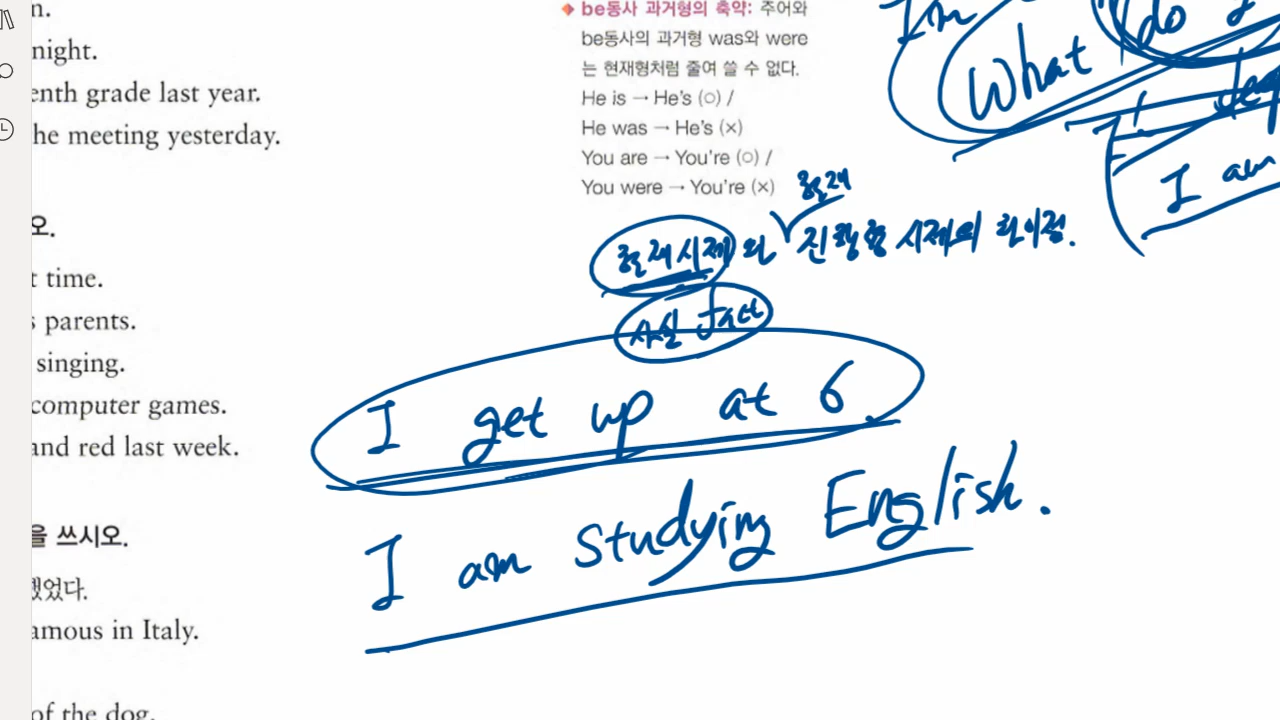 n.
night.
enth grade last year.
he meeting yesterday.
오.
t time.
s parents.
singing.
computer games.
and red last week.
을 쓰시오.
했었다.
amous in Italy.
of the dog.
◆ be동사 과거형의 축약: 주어와
be동사의 과거형 was와 were
는 현재형처럼 줄여 쓸 수 없다.
He is → He's (○) /
He was → He's (×)
You are → You're (○) /
You were → You're (×)
I'm
What do I
I am
현재
현재시제와 진행형 시제의 차이점.
사실 fact
I get up at 6.
I am studying English.